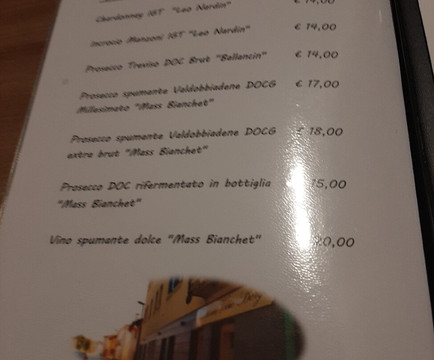 Chardonney IGT "Leo Nardin"
Incrocio Manzoni IGT "Leo Nardin" € 14,00
Prosecco Treviso DOC Brut "Ballancin" € 14,00
Prosecco spumante Valdobbiadene DOCG € 17,00
Millesimato "Mass Bianchet"
Prosecco spumante Valdobbiadene DOCG € 18,00
extra brut "Mass Bianchet"
Prosecco DOC rifermentato in bottiglia 15,00
"Mass Bianchet"
Vino spumante dolce "Mass Bianchet" 0,00